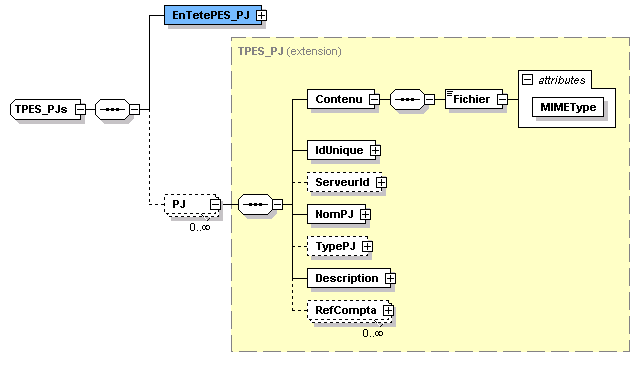 EnTetePES_PJ
TPES_PJ (extension)
attributes
TPES_PJs
Contenu
Fichier
MIMEType
IdUnique
ServeurId
PJ
NomPJ
0..∞
TypePJ
Description
RefCompta
0..∞